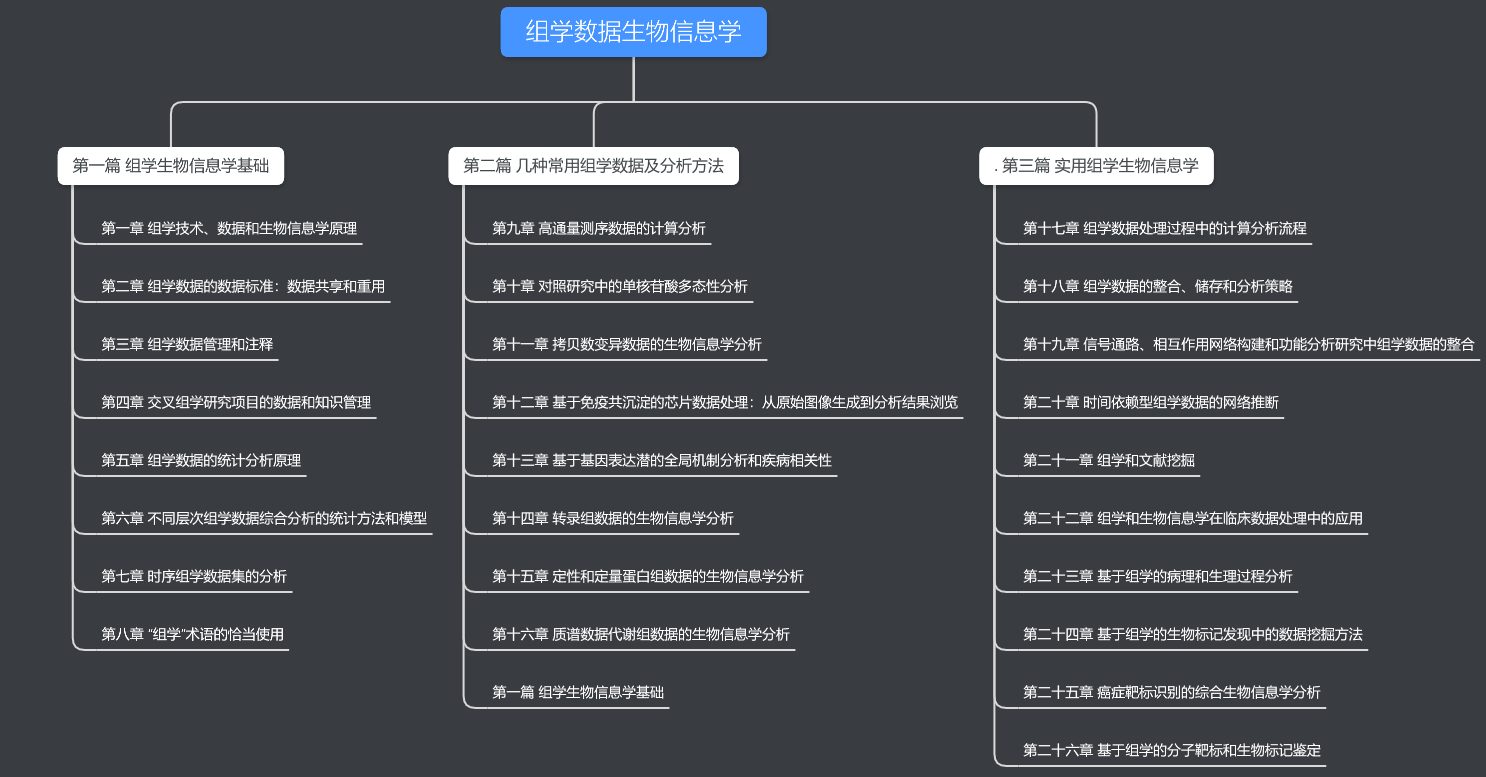 组学数据生物信息学
第一篇 组学生物信息学基础
第一章 组学技术、数据和生物信息学原理
第二章 组学数据的数据标准：数据共享和重用
第三章 组学数据管理和注释
第四章 交叉组学研究项目的数据和知识管理
第五章 组学数据的统计分析原理
第六章 不同层次组学数据综合分析的统计方法和模型
第七章 时序组学数据集的分析
第八章 “组学”术语的恰当使用
第二篇 几种常用组学数据及分析方法
第九章 高通量测序数据的计算分析
第十章 对照研究中的单核苷酸多态性分析
第十一章 拷贝数变异数据的生物信息学分析
第十二章 基于免疫共沉淀的芯片数据处理：从原始图像生成到分析结果浏览
第十三章 基于基因表达潜的全局机制分析和疾病相关性
第十四章 转录组数据的生物信息学分析
第十五章 定性和定量蛋白组数据的生物信息学分析
第十六章 质谱数据代谢组数据的生物信息学分析
第一篇 组学生物信息学基础
. 第三篇 实用组学生物信息学
第十七章 组学数据处理过程中的计算分析流程
第十八章 组学数据的整合、储存和分析策略
第十九章 信号通路、相互作用网络构建和功能分析研究中组学数据的整合
第二十章 时间依赖型组学数据的网络推断
第二十一章 组学和文献挖掘
第二十二章 组学和生物信息学在临床数据处理中的应用
第二十三章 基于组学的病理和生理过程分析
第二十四章 基于组学的生物标记发现中的数据挖掘方法
第二十五章 癌症靶标识别的综合生物信息学分析
第二十六章 基于组学的分子靶标和生物标记鉴定